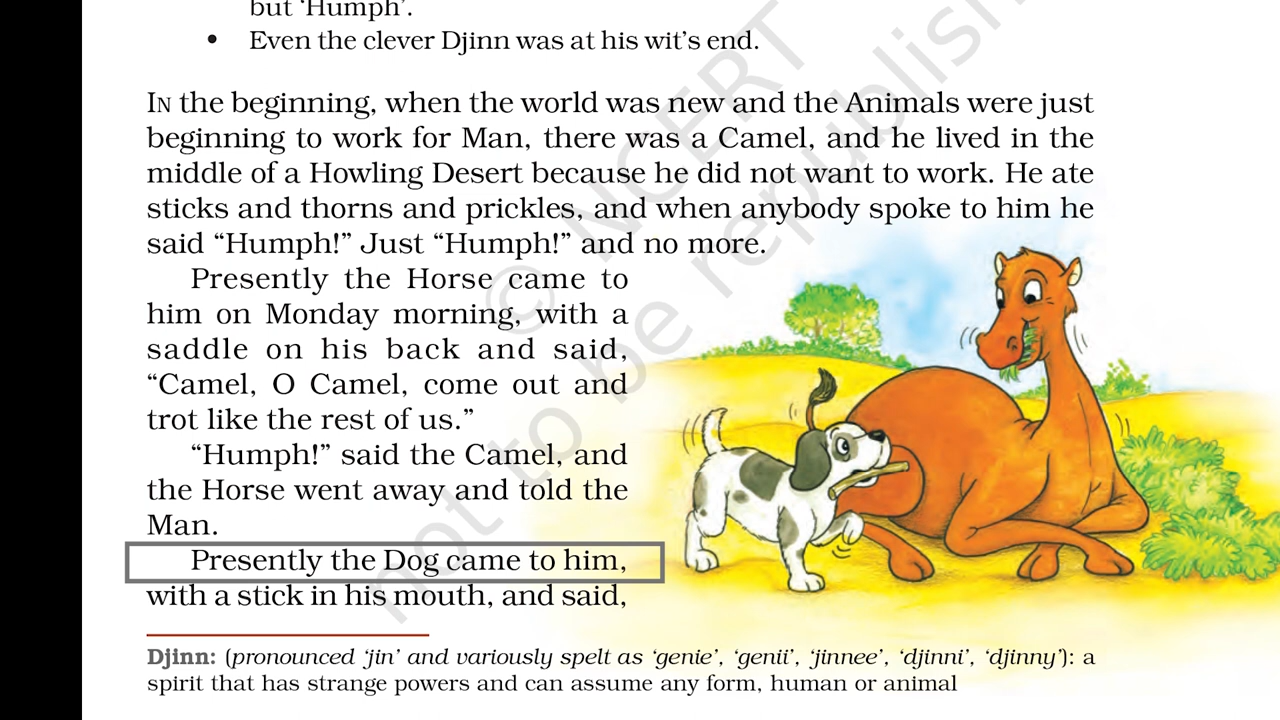 but ‘Humph’.
• Even the clever Djinn was at his wit’s end.
IN the beginning, when the world was new and the Animals were just
beginning to work for Man, there was a Camel, and he lived in the
middle of a Howling Desert because he did not want to work. He ate
sticks and thorns and prickles, and when anybody spoke to him he
said “Humph!” Just “Humph!” and no more.
Presently the Horse came to
him on Monday morning, with a
saddle on his back and said,
“Camel, O Camel, come out and
trot like the rest of us.”
“Humph!” said the Camel, and
the Horse went away and told the
Man.
Presently the Dog came to him,
with a stick in his mouth, and said,
Djinn: (pronounced ‘jin’ and variously spelt as ‘genie’, ‘genii’, ‘jinnee’, ‘djinni’, ‘djinny’): a
spirit that has strange powers and can assume any form, human or animal
© NCERT
not to be republish